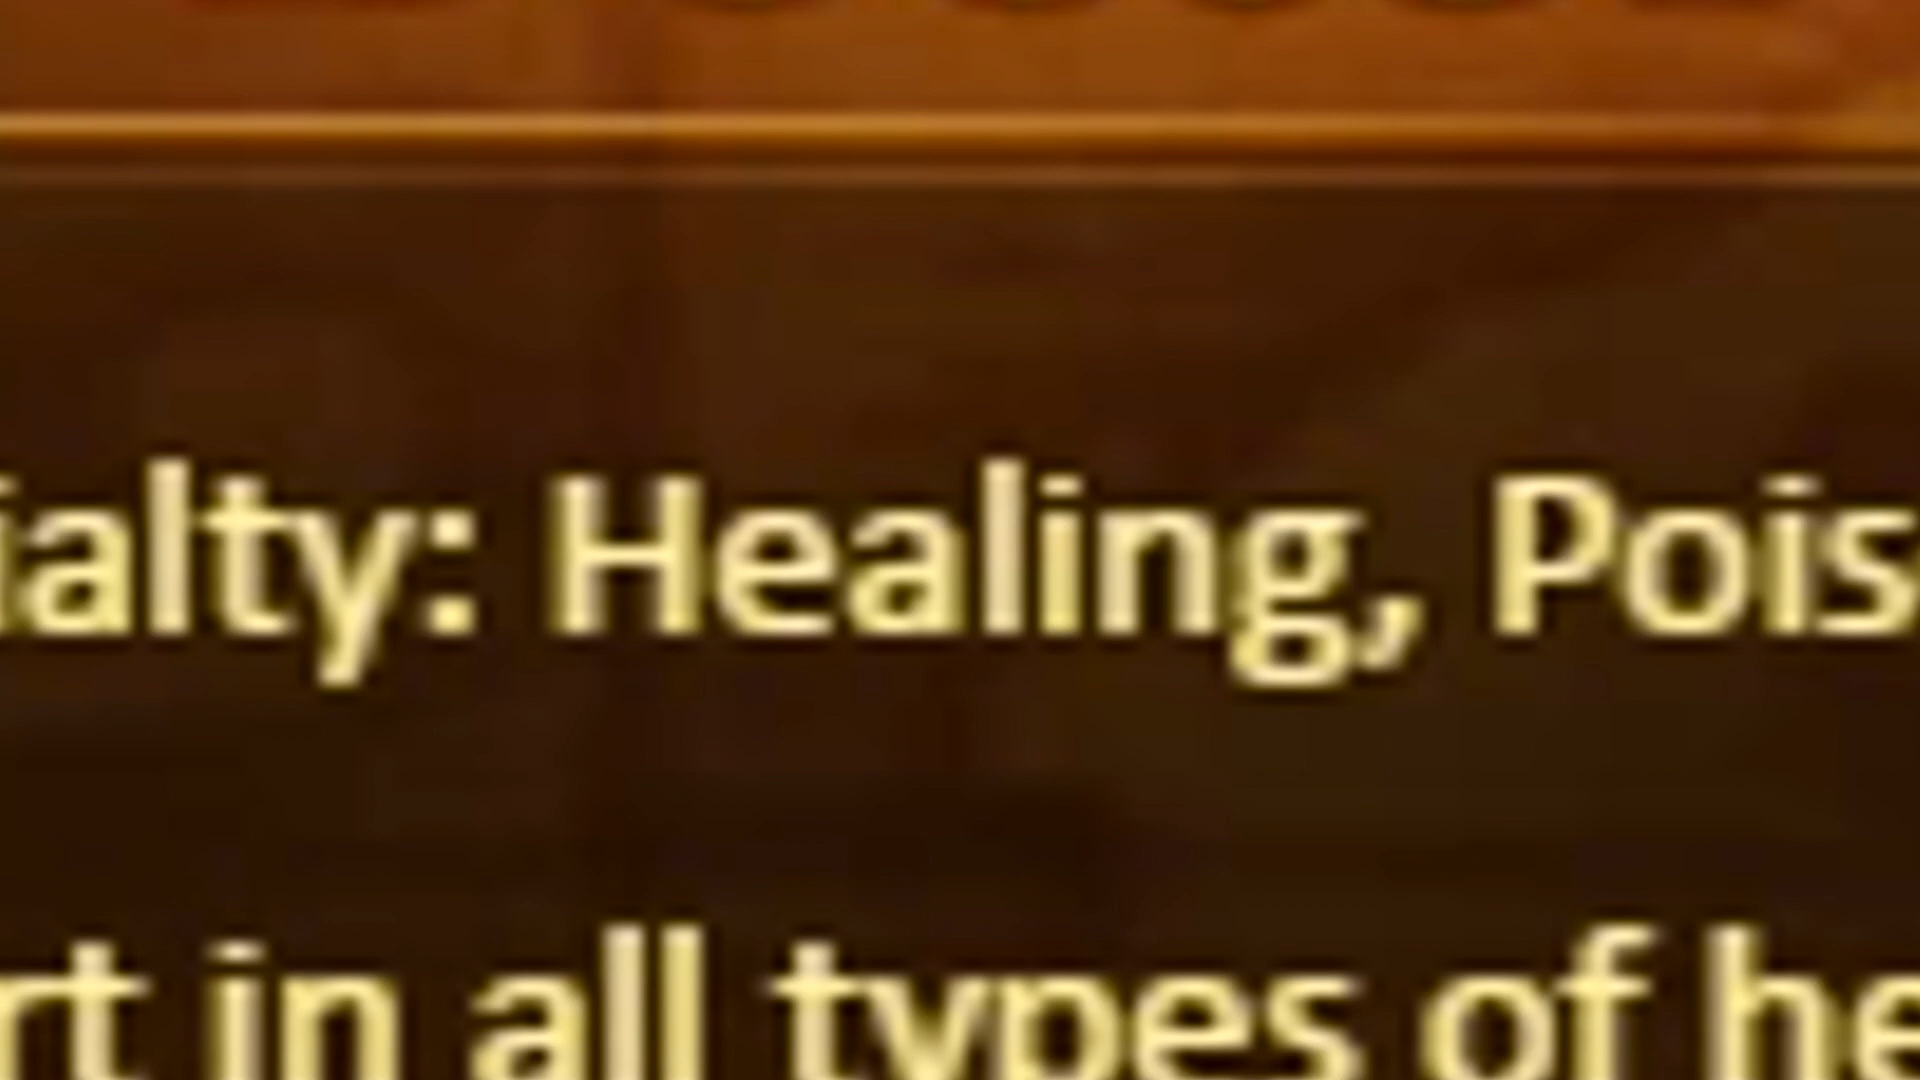 ialty: Healing, Pois
rt in all types of he